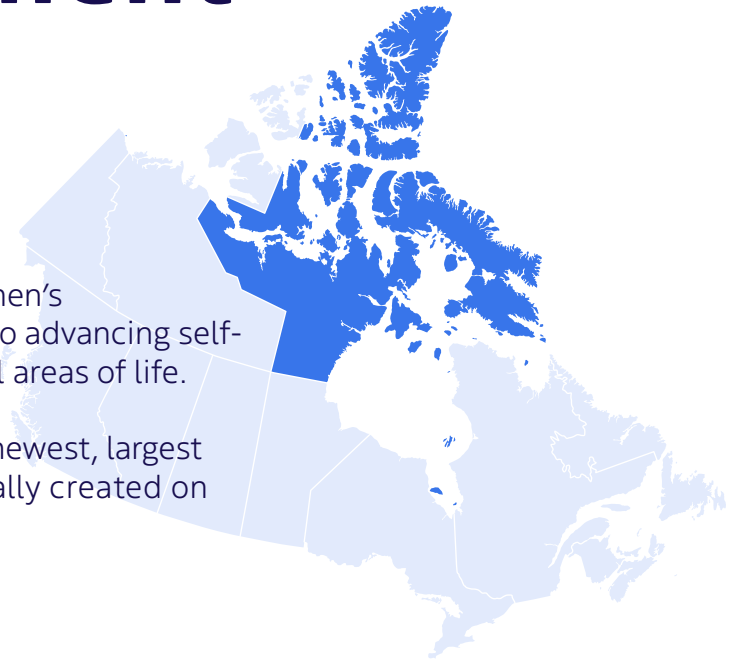 men's
o advancing self-
l areas of life.
newest, largest
ally created on